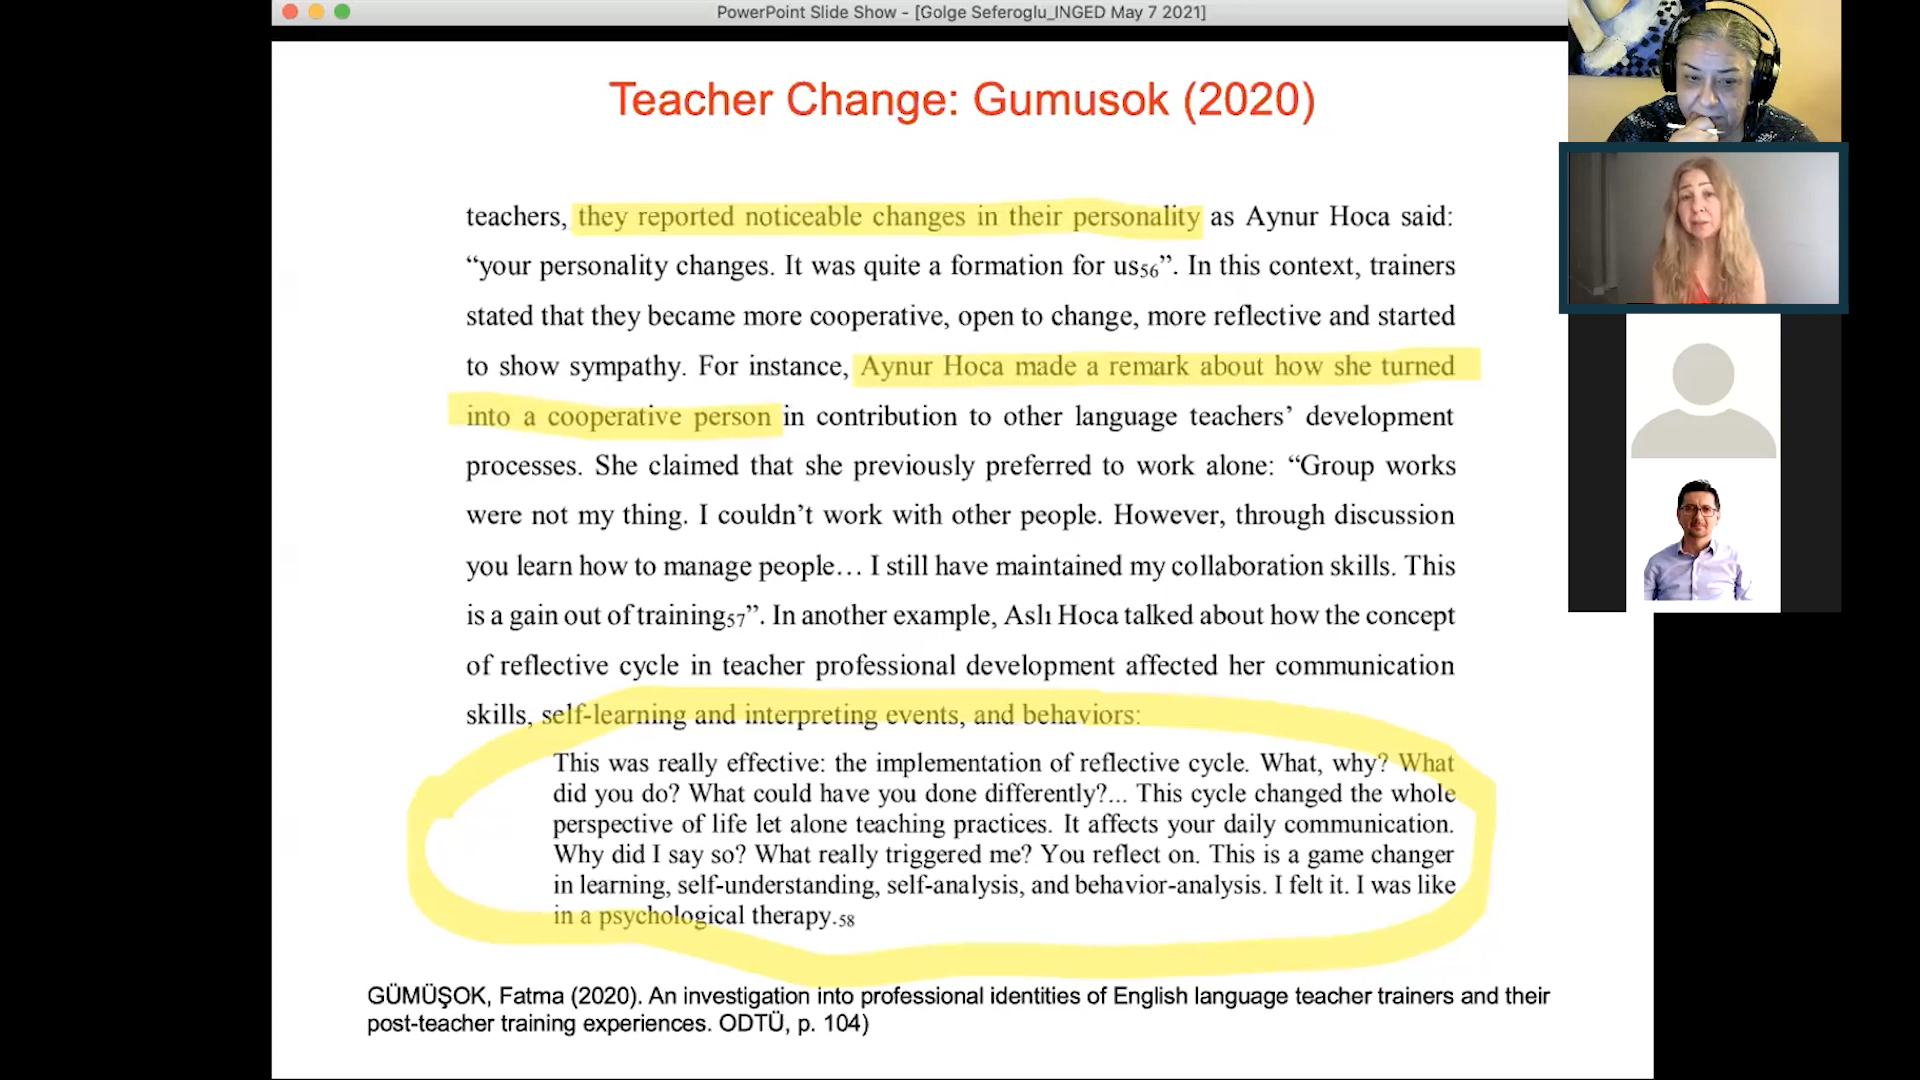 PowerPoint Slide Show - [Golge Seferoglu_INGED May 7 2021]
Teacher Change: Gumusok (2020)
teachers, they reported noticeable changes in their personality as Aynur Hoca said:
“your personality changes. It was quite a formation for us56”. In this context, trainers
stated that they became more cooperative, open to change, more reflective and started
to show sympathy. For instance, Aynur Hoca made a remark about how she turned
into a cooperative person in contribution to other language teachers’ development
processes. She claimed that she previously preferred to work alone: “Group works
were not my thing. I couldn’t work with other people. However, through discussion
you learn how to manage people… I still have maintained my collaboration skills. This
is a gain out of training57”. In another example, Aslı Hoca talked about how the concept
of reflective cycle in teacher professional development affected her communication
skills, self-learning and interpreting events, and behaviors:
This was really effective: the implementation of reflective cycle. What, why? What
did you do? What could have you done differently?... This cycle changed the whole
perspective of life let alone teaching practices. It affects your daily communication.
Why did I say so? What really triggered me? You reflect on. This is a game changer
in learning, self-understanding, self-analysis, and behavior-analysis. I felt it. I was like
in a psychological therapy.58
GÜMÜŞOK, Fatma (2020). An investigation into professional identities of English language teacher trainers and their
post-teacher training experiences. ODTÜ, p. 104)